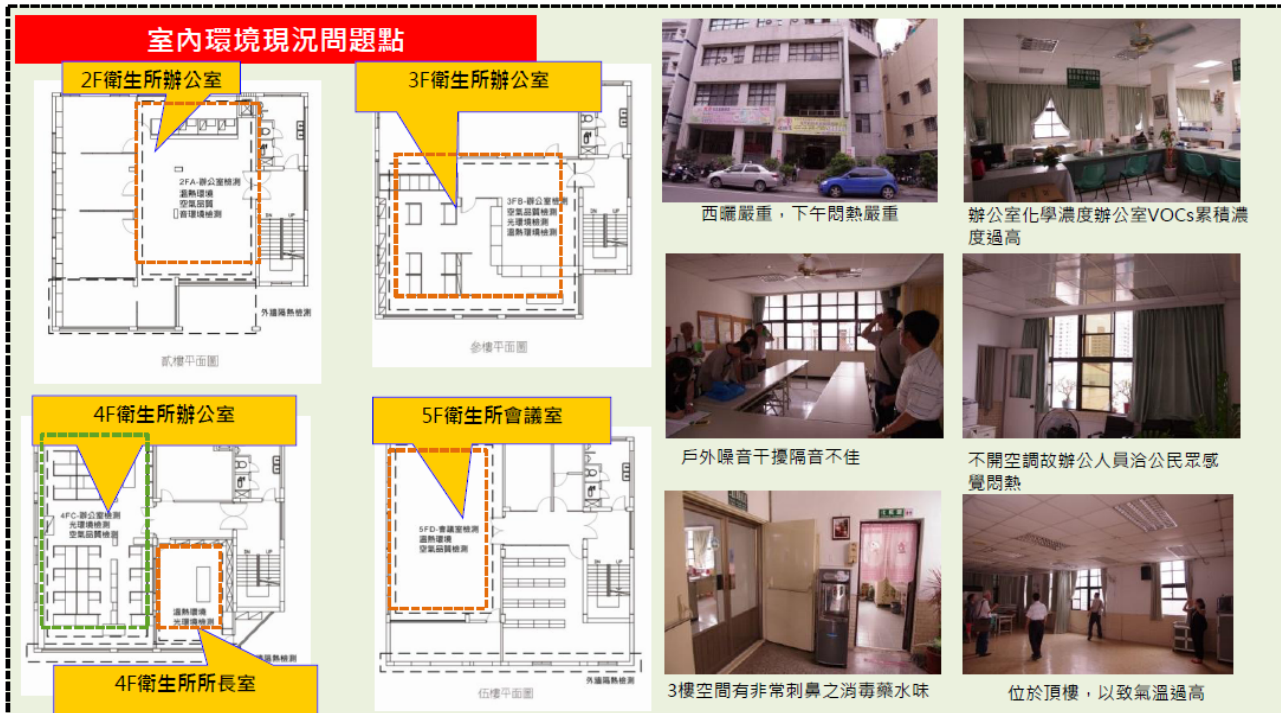 室內環境現況問題點
2F衛生所辦公室
2FA-辦公室檢測
溫熱環境
空氣品質
音環境檢測
DN UP
外牆隔熱檢測
貳樓平面圖
3F衛生所辦公室
3FB-辦公室檢測
空氣品質檢測
光環境檢測
溫熱環境檢測
DN UP
參樓平面圖
4F衛生所辦公室
4FC-辦公室檢測
光環境檢測
空氣品質檢測
溫熱環境
光環境檢測
DN UP
隔熱檢測
4F衛生所所長室
5F衛生所會議室
5FD-會議室檢測
溫熱環境
空氣品質檢測
DN UP
外牆隔熱檢測
伍樓平面圖
西曬嚴重，下午悶熱嚴重
辦公室化學濃度辦公室VOCs累積濃
度過高
戶外噪音干擾隔音不佳
不開空調故辦公人員洽公民眾感
覺悶熱
3樓空間有非常刺鼻之消毒藥水味
位於頂樓，以致氣溫過高